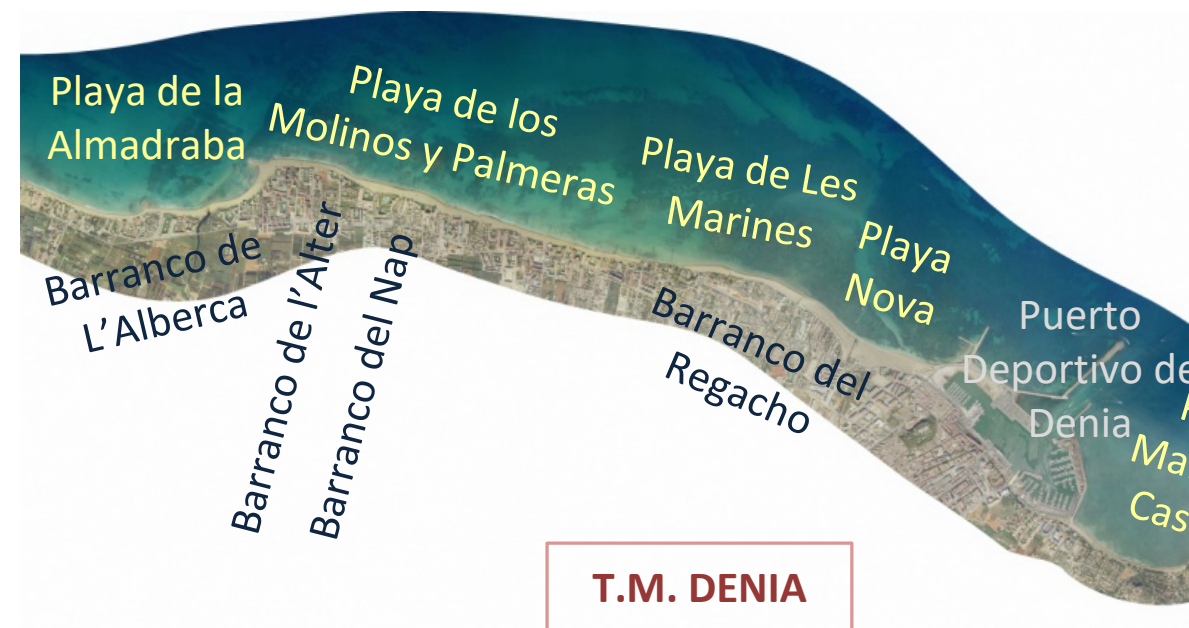 Playa de la
Almadraba
Playa de los
Molinos y Palmeras
Playa de Les
Marines
Playa
Nova
Puerto
Deportivo de
Denia
Barranco de
L’Alberca
Barranco de l’Alter
Barranco del Nap
Barranco del
Regacho
T.M. DENIA